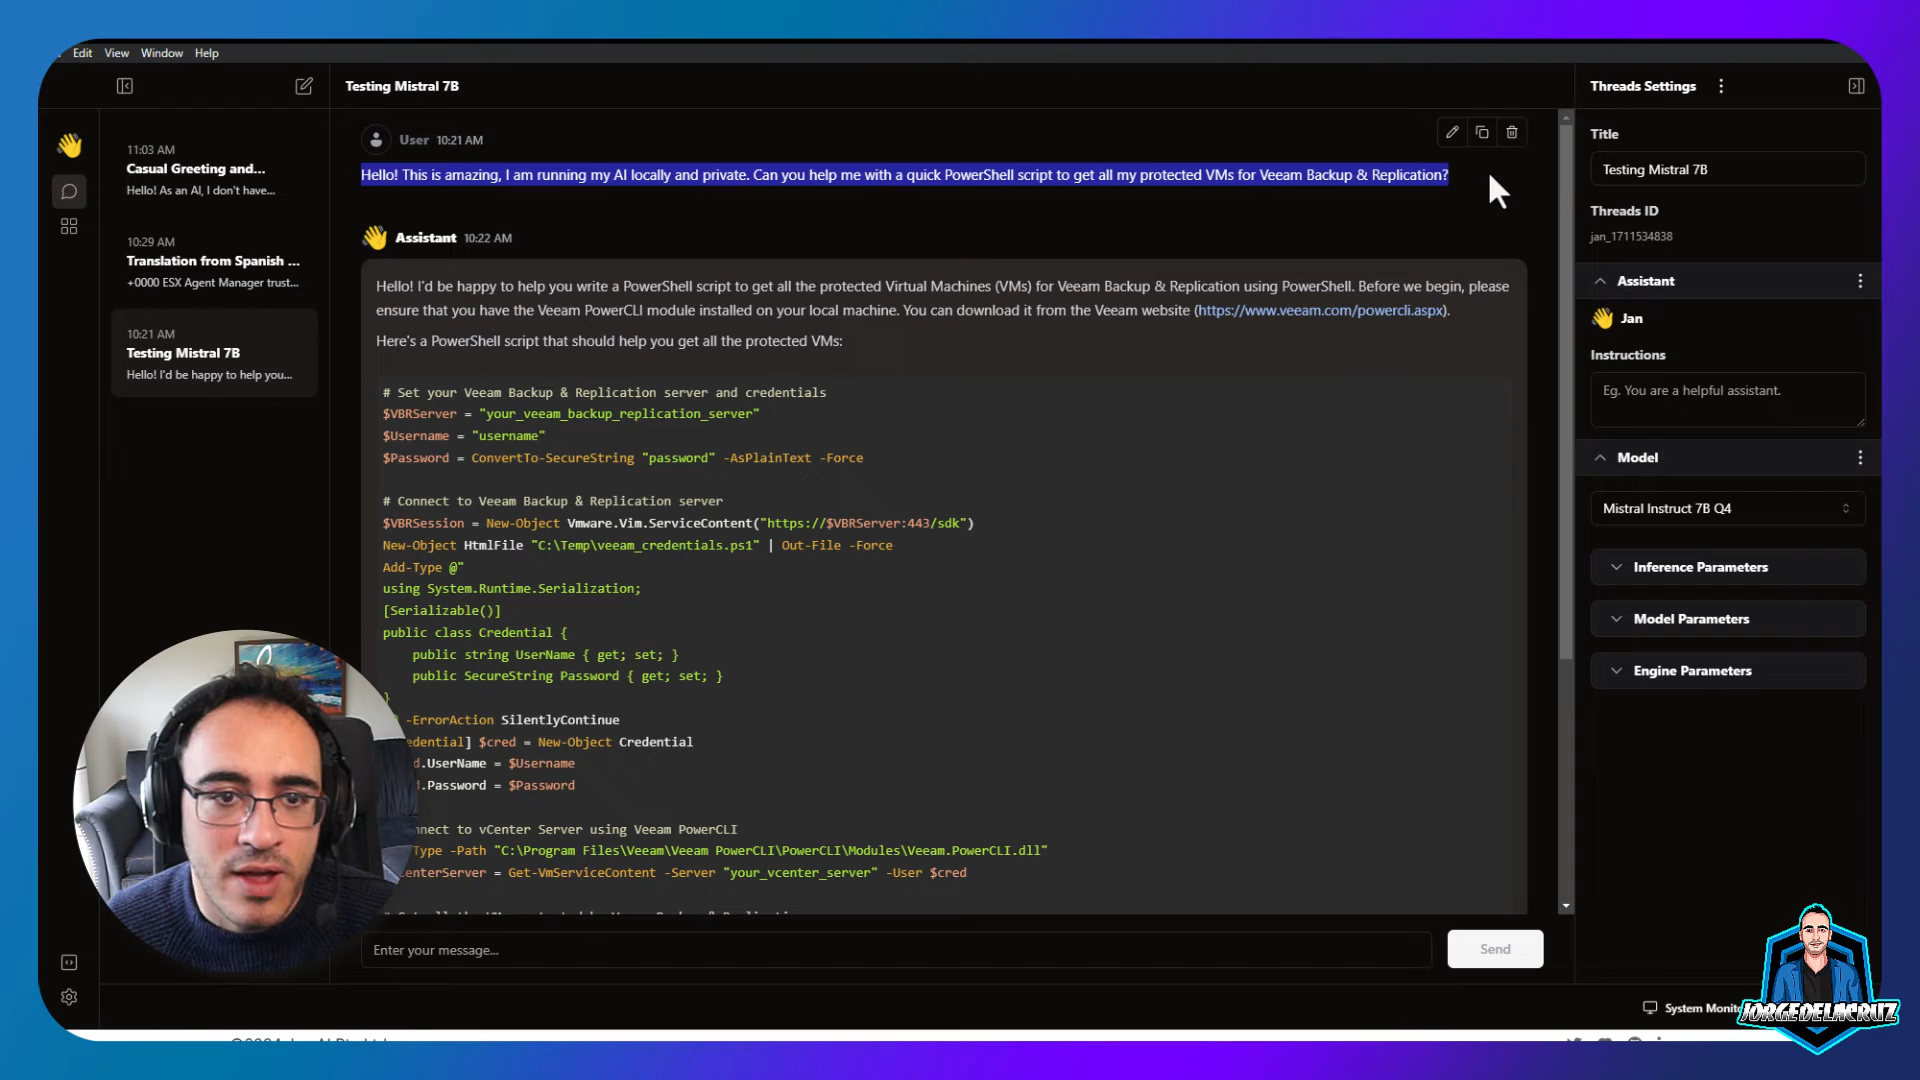 Edit View Window Help
Testing Mistral 7B
Threads Settings
11:03 AM
Casual Greeting and...
Hello! As an AI, I don't have...
10:29 AM
Translation from Spanish ...
+0000 ESX Agent Manager trust...
10:21 AM
Testing Mistral 7B
Hello! I'd be happy to help you...
User 10:21 AM
Hello! This is amazing, I am running my AI locally and private. Can you help me with a quick PowerShell script to get all my protected VMs for Veeam Backup & Replication?
Assistant 10:22 AM
Hello! I'd be happy to help you write a PowerShell script to get all the protected Virtual Machines (VMs) for Veeam Backup & Replication using PowerShell. Before we begin, please
ensure that you have the Veeam PowerCLI module installed on your local machine. You can download it from the Veeam website (https://www.veeam.com/powercli.aspx).
Here's a PowerShell script that should help you get all the protected VMs:
# Set your Veeam Backup & Replication server and credentials
$VBRServer = "your_veeam_backup_replication_server"
$Username = "username"
$Password = ConvertTo-SecureString "password" -AsPlainText -Force
# Connect to Veeam Backup & Replication server
$VBRSession = New-Object Vmware.Vim.ServiceContent("https://$VBRServer:443/sdk")
New-Object HtmlFile "C:\Temp\veeam_credentials.ps1" | Out-File -Force
Add-Type @"
using System.Runtime.Serialization;
[Serializable()]
public class Credential {
public string UserName { get; set; }
public SecureString Password { get; set; }
}
-ErrorAction SilentlyContinue
edential] $cred = New-Object Credential
d.UserName = $Username
d.Password = $Password
nnect to vCenter Server using Veeam PowerCLI
Type -Path "C:\Program Files\Veeam\Veeam PowerCLI\PowerCLI\Modules\Veeam.PowerCLI.dll"
enterServer = Get-VmServiceContent -Server "your_vcenter_server" -User $cred
Enter your message...
Send
Title
Testing Mistral 7B
Threads ID
jan_1711534838
Assistant
Jan
Instructions
Eg. You are a helpful assistant.
Model
Mistral Instruct 7B Q4
Inference Parameters
Model Parameters
Engine Parameters
System Monito
JORGEDELACRUZ